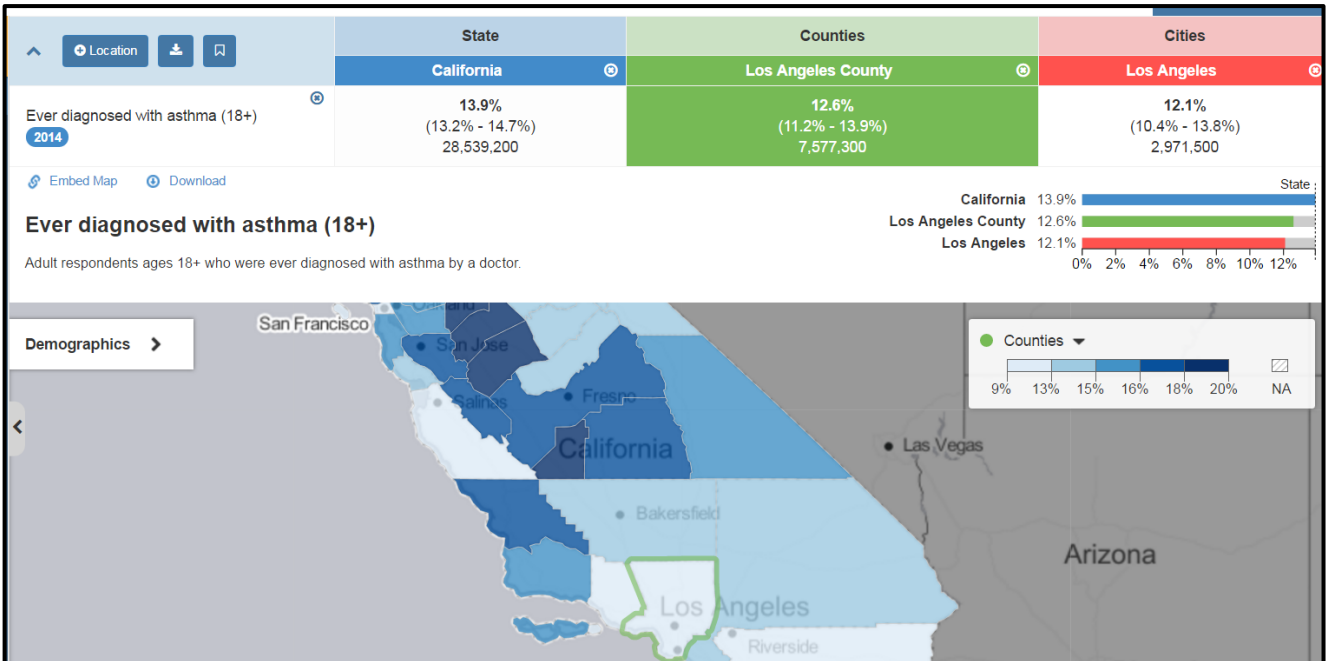 State Counties Cities
Location
California Los Angeles County Los Angeles
Ever diagnosed with asthma (18+)
2014
13.9%
(13.2% - 14.7%)
28,539,200
12.6%
(11.2% - 13.9%)
7,577,300
12.1%
(10.4% - 13.8%)
2,971,500
Embed Map Download
State
California 13.9%
Los Angeles County 12.6%
Los Angeles 12.1%
0% 2% 4% 6% 8% 10% 12%
Ever diagnosed with asthma (18+)
Adult respondents ages 18+ who were ever diagnosed with asthma by a doctor.
Oakland
San Francisco
Demographics
San Jose
Counties
9% 13% 15% 16% 18% 20% NA
Salinas
Fresno
California
Las Vegas
Bakersfield
Arizona
Los Angeles
Riverside